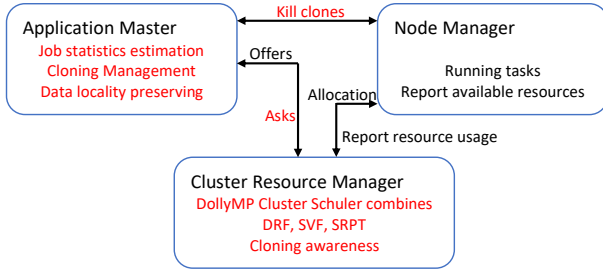 Application Master
Job statistics estimation
Cloning Management
Data locality preserving
Kill clones
Node Manager
Running tasks
Report available resources
Offers
Allocation
Asks
Report resource usage
Cluster Resource Manager
DollyMP Cluster Schuler combines
DRF, SVF, SRPT
Cloning awareness